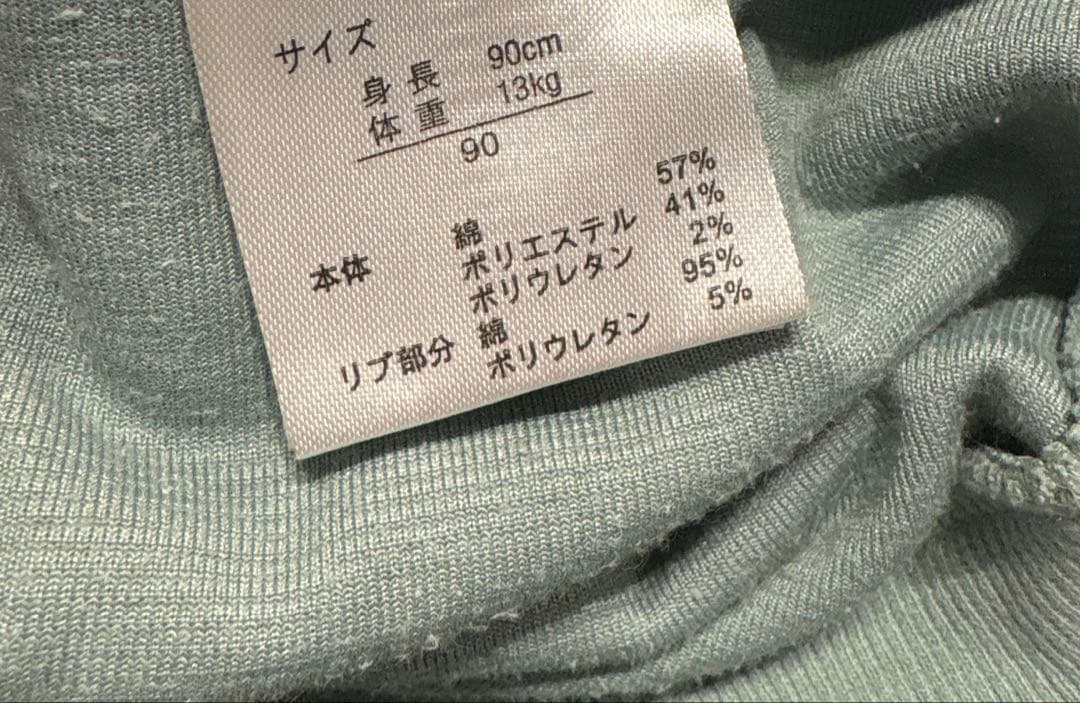 サイズ
身長 90cm
体重 13kg
90
本体 綿 57%
ポリエステル 41%
ポリウレタン 2%
リブ部分 綿 95%
ポリウレタン 5%